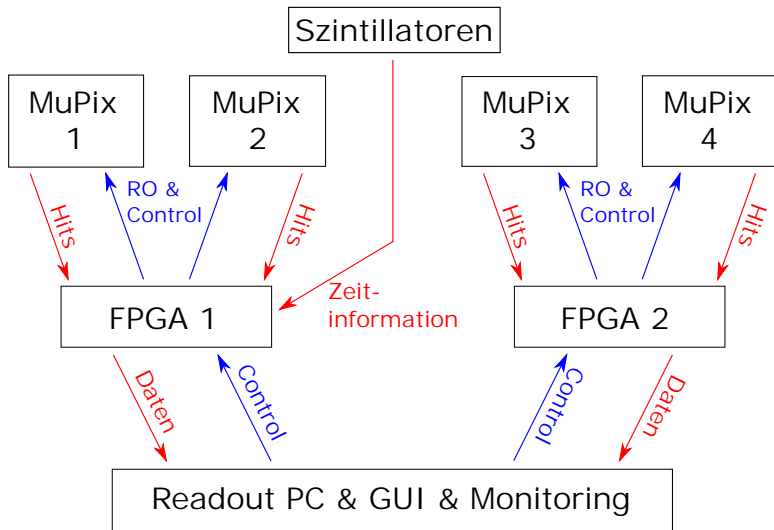 Szintillatoren
MuPix
1
MuPix
2
MuPix
3
MuPix
4
Hits
RO &
Control
Hits
Hits
RO &
Control
Hits
Zeit-
information
FPGA 1
FPGA 2
Daten
Control
Control
Daten
Readout PC & GUI & Monitoring